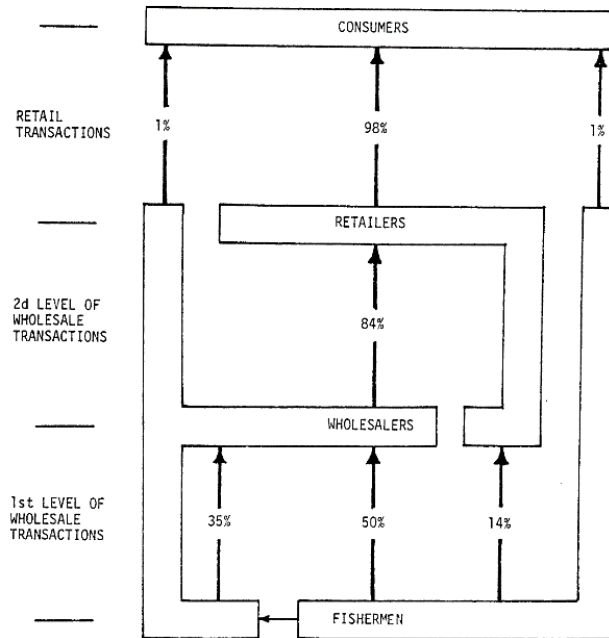 CONSUMERS
RETAIL
TRANSACTIONS
1%
98%
1%
RETAILERS
2d LEVEL OF
WHOLESALE
TRANSACTIONS
84%
WHOLESALERS
1st LEVEL OF
WHOLESALE
TRANSACTIONS
35%
50%
14%
FISHERMEN